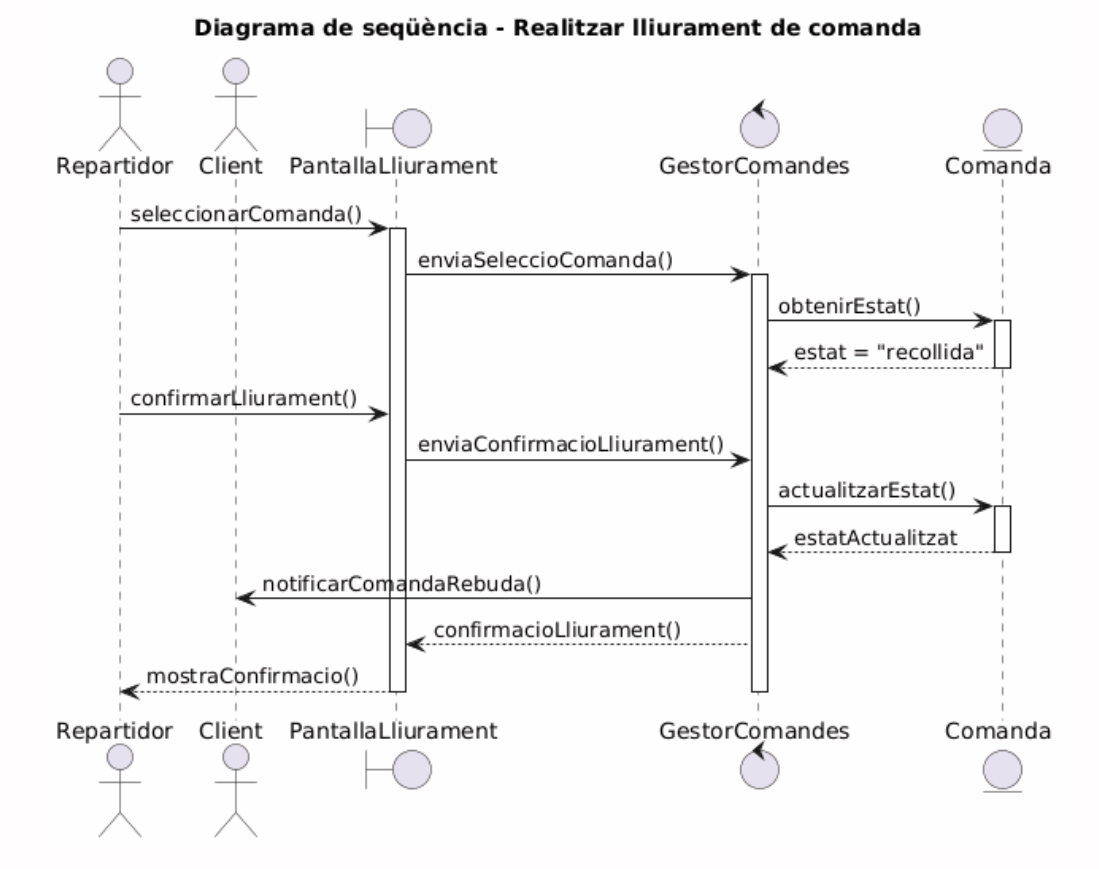 Diagrama de seqüència - Realitzar lliurament de comanda
Repartidor Client PantallaLliurament GestorComandes Comanda
seleccionarComanda()
enviaSeleccioComanda()
obtenirEstat()
estat = "recollida"
confirmarLliurament()
enviaConfirmacioLliurament()
actualitzarEstat()
estatActualitzat
notificarComandaRebuda()
confirmacioLliurament()
mostraConfirmacio()
Repartidor Client PantallaLliurament GestorComandes Comanda